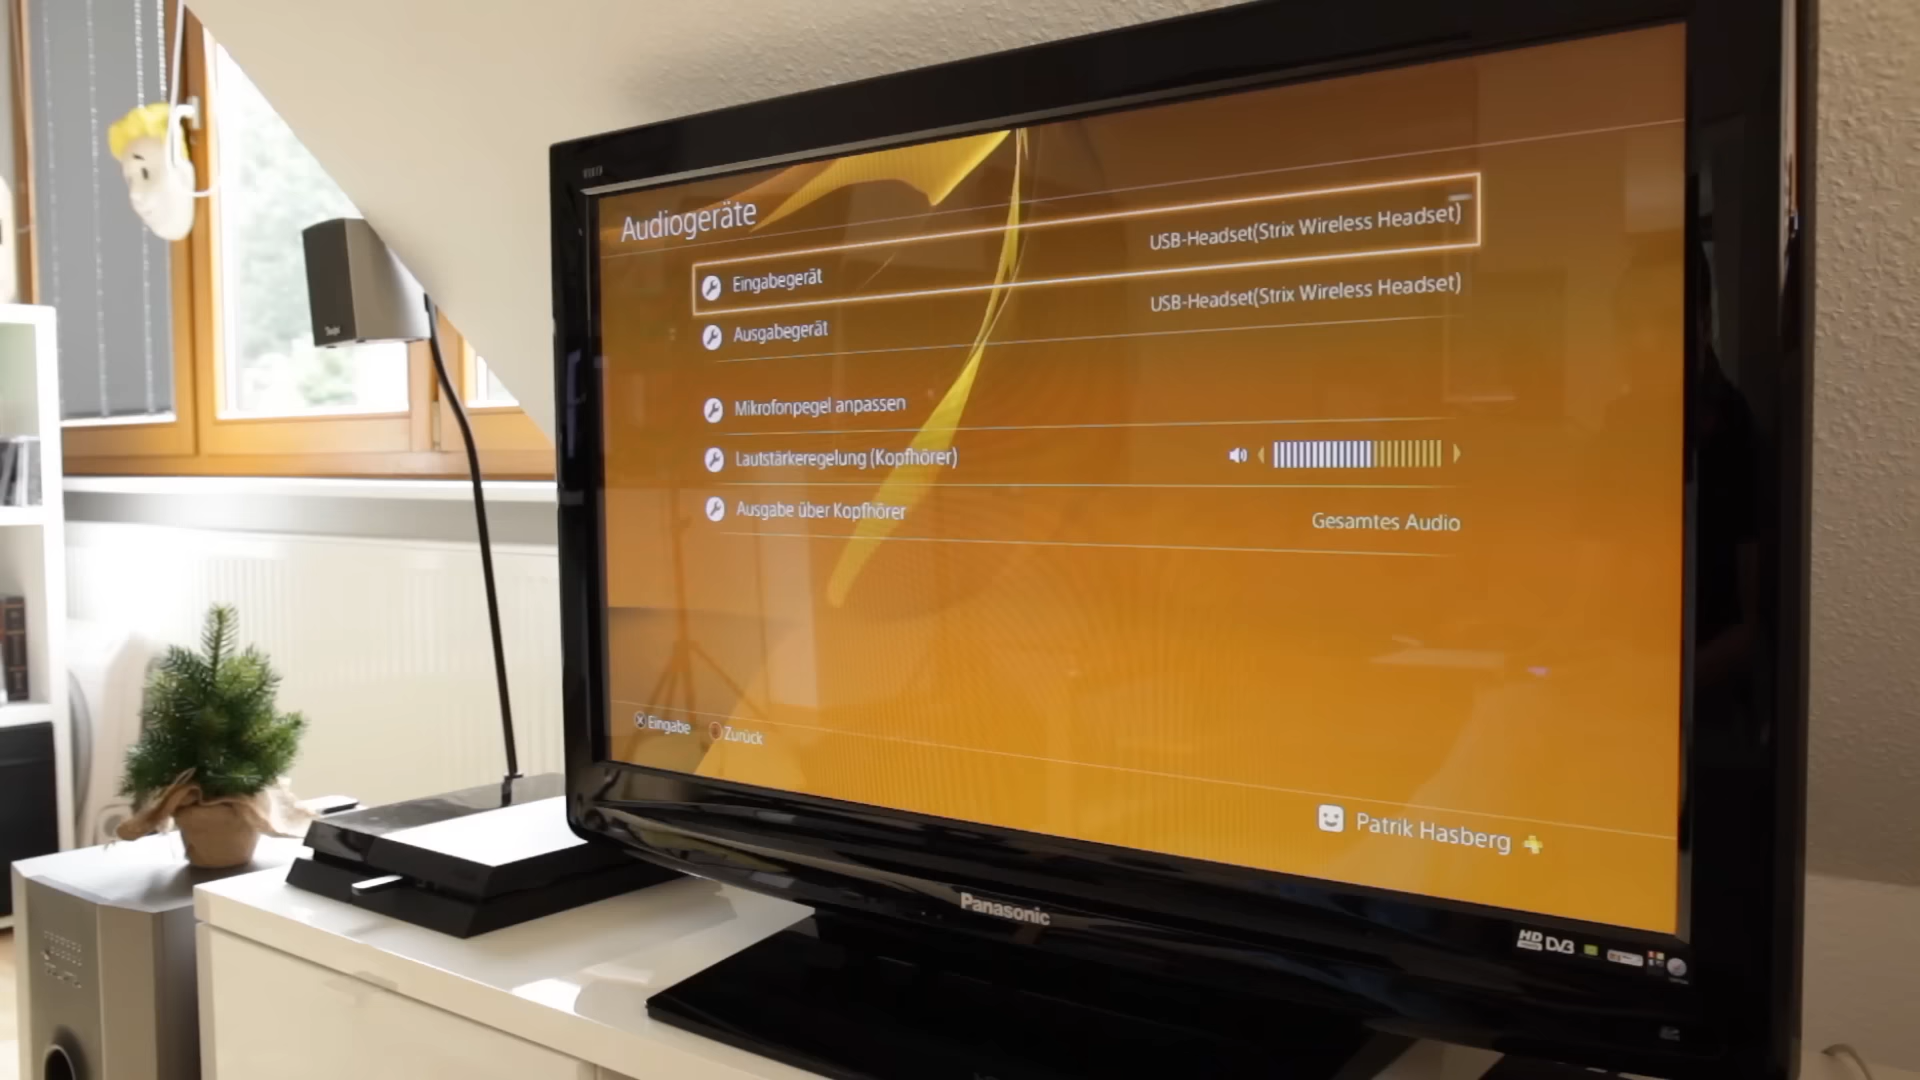 Audiogeräte
Eingabegerät USB-Headset(Strix Wireless Headset)
Ausgabegerät USB-Headset(Strix Wireless Headset)
Mikrofonpegel anpassen
Lautstärkeregelung (Kopfhörer)
Ausgabe über Kopfhörer Gesamtes Audio
Eingabe Zurück
Patrik Hasberg
Panasonic
HD DVB